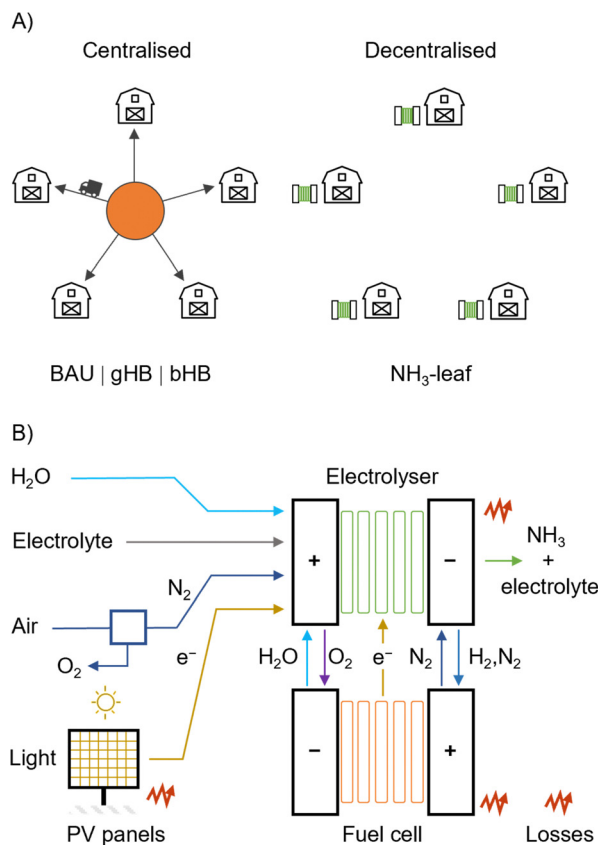 A)
Centralised
Decentralised
BAU | gHB | bHB
NH₃-leaf
B)
H₂O
Electrolyser
Electrolyte
+
−
NH₃
+
electrolyte
N₂
Air
O₂
e⁻
H₂O
O₂
e⁻
N₂
H₂,N₂
Light
−
+
PV panels
Fuel cell
Losses